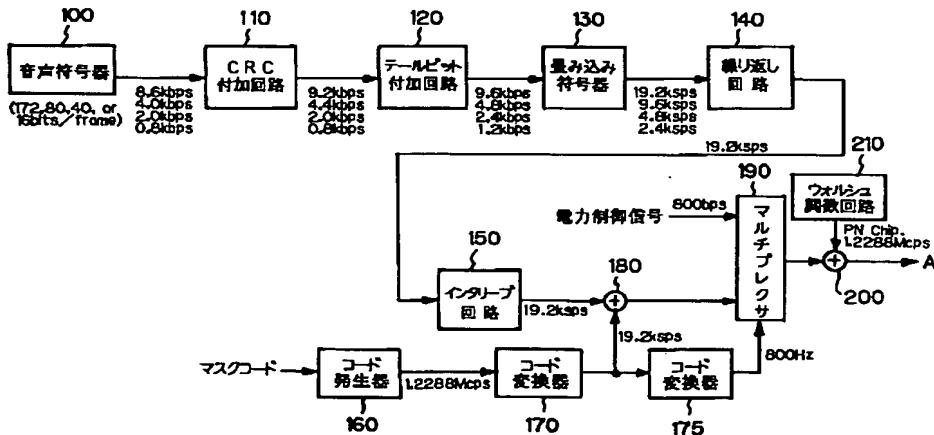 100
110
120
130
140
音声符号器
CRC
付加回路
テールビット
付加回路
畳み込み
符号器
繰り返し
回路
(172,80,40, or
16bits/frame)
8.6kbps
4.0kbps
2.0kbps
0.8kbps
9.2kbps
4.4kbps
2.0kbps
0.8kbps
9.6kbps
4.8kbps
2.4kbps
1.2kbps
19.2ksps
9.6ksps
4.8ksps
2.4ksps
19.2ksps
210
190
ウォルシュ
関数回路
電力制御信号
800bps
マルチプレクサ
PN Chip.
1.2288Mcps
A
200
150
インタリーブ
回路
19.2ksps
180
19.2ksps
800Hz
マスクコード
コード
発生器
1.2288Mcps
コード
変換器
コード
変換器
160
170
175